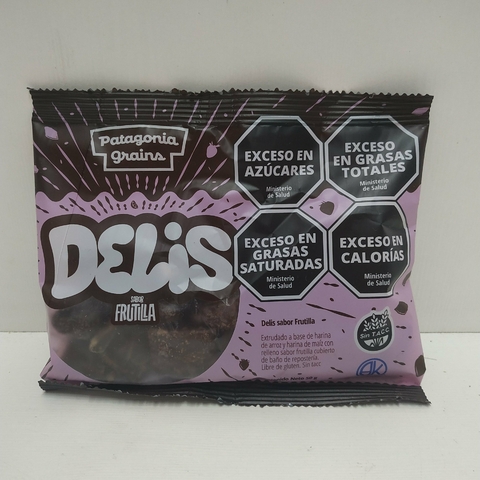 Patagonia
grains
DELiS
SABOR
FRUTILLA
EXCESO EN
AZÚCARES
Ministerio
de Salud
EXCESO
EN GRASAS
TOTALES
Ministerio
de Salud
EXCESO EN
GRASAS
SATURADAS
Ministerio
de Salud
EXCESO EN
CALORÍAS
Ministerio
de Salud
Delis sabor Frutilla
Extrudado a base de harina
de arroz y harina de maíz con
relleno sabor frutilla cubierto
de baño de repostería.
Libre de gluten. Sin tacc.
Sin T.A.C.C.